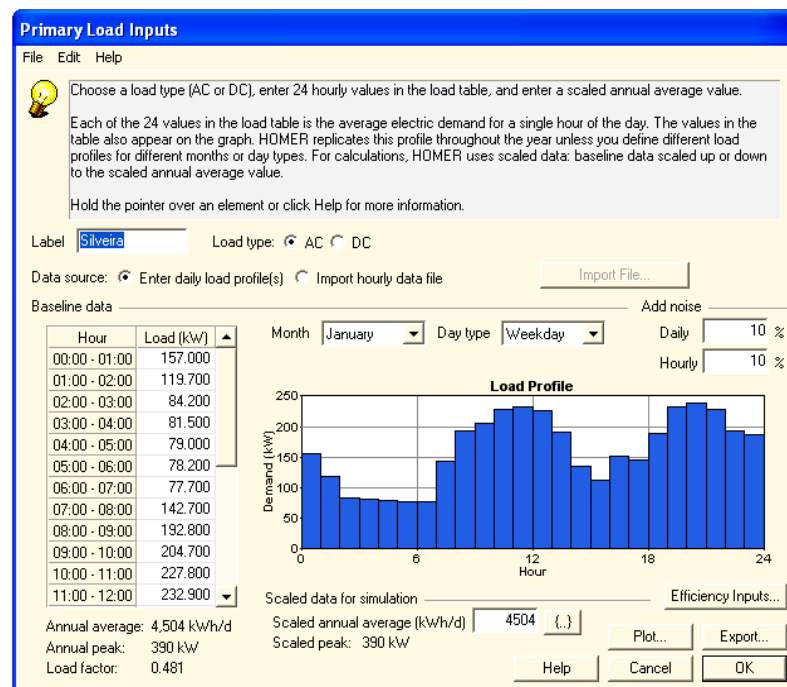 Primary Load Inputs
File Edit Help
Choose a load type (AC or DC), enter 24 hourly values in the load table, and enter a scaled annual average value.
Each of the 24 values in the load table is the average electric demand for a single hour of the day. The values in the
table also appear on the graph. HOMER replicates this profile throughout the year unless you define different load
profiles for different months or day types. For calculations, HOMER uses scaled data: baseline data scaled up or down
to the scaled annual average value.
Hold the pointer over an element or click Help for more information.
Label Silveira Load type: AC DC
Data source: Enter daily load profile(s) Import hourly data file Import File...
Baseline data Add noise
Month January Day type Weekday Daily 10 %
Hourly 10 %
Hour Load (kW)
00:00 - 01:00 157.000
01:00 - 02:00 119.700
02:00 - 03:00 84.200
03:00 - 04:00 81.500
04:00 - 05:00 79.000
05:00 - 06:00 78.200
06:00 - 07:00 77.700
07:00 - 08:00 142.700
08:00 - 09:00 192.800
09:00 - 10:00 204.700
10:00 - 11:00 227.800
11:00 - 12:00 232.900
Load Profile
250
200
150
100
50
0
Demand (kW)
0 6 12 18 24
Hour
Efficiency Inputs...
Scaled data for simulation
Annual average: 4,504 kWh/d Scaled annual average (kWh/d) 4504 {..}
Annual peak: 390 kW Scaled peak: 390 kW Plot... Export...
Load factor: 0.481 Help Cancel OK